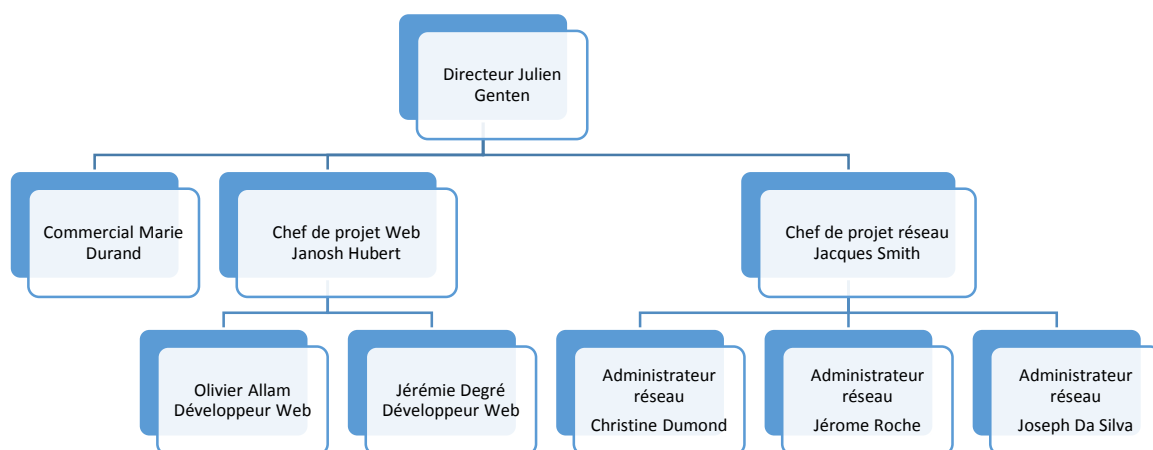 Directeur Julien
Genten
Commercial Marie
Durand
Chef de projet Web
Janosh Hubert
Chef de projet réseau
Jacques Smith
Olivier Allam
Développeur Web
Jérémie Degré
Développeur Web
Administrateur
réseau
Christine Dumond
Administrateur
réseau
Jérome Roche
Administrateur
réseau
Joseph Da Silva